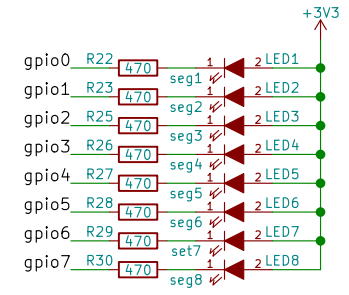 +3V3
gpio0 R22 470 1 2 LED1
seg1
gpio1 R23 470 1 2 LED2
seg2
gpio2 R25 470 1 2 LED3
seg3
gpio3 R26 470 1 2 LED4
seg4
gpio4 R27 470 1 2 LED5
seg5
gpio5 R28 470 1 2 LED6
seg6
gpio6 R29 470 1 2 LED7
set7
gpio7 R30 470 1 2 LED8
seg8